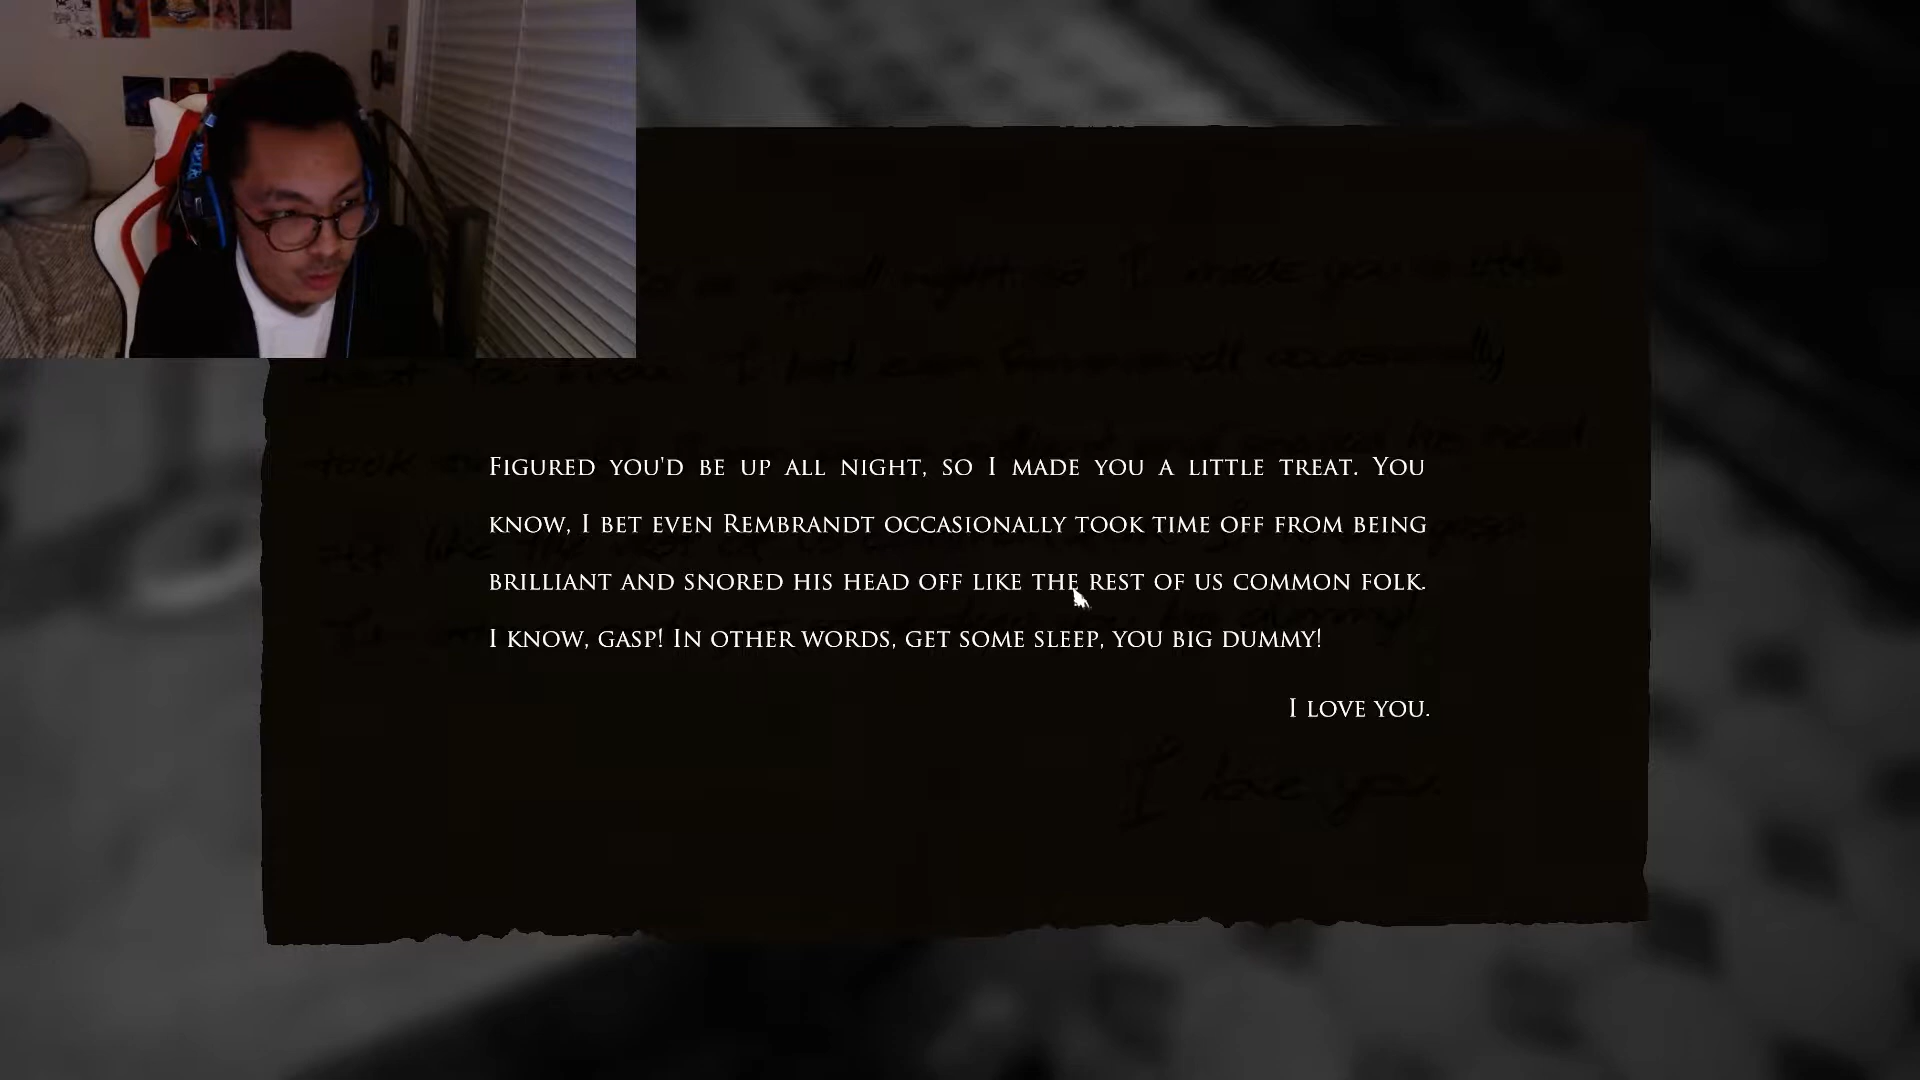 Figured you'd be up all night, so I made you a little treat. You
know, I bet even Rembrandt occasionally took time off from being
brilliant and snored his head off like the rest of us common folk.
I know, gasp! In other words, get some sleep, you big dummy!
I love you.
I love you.